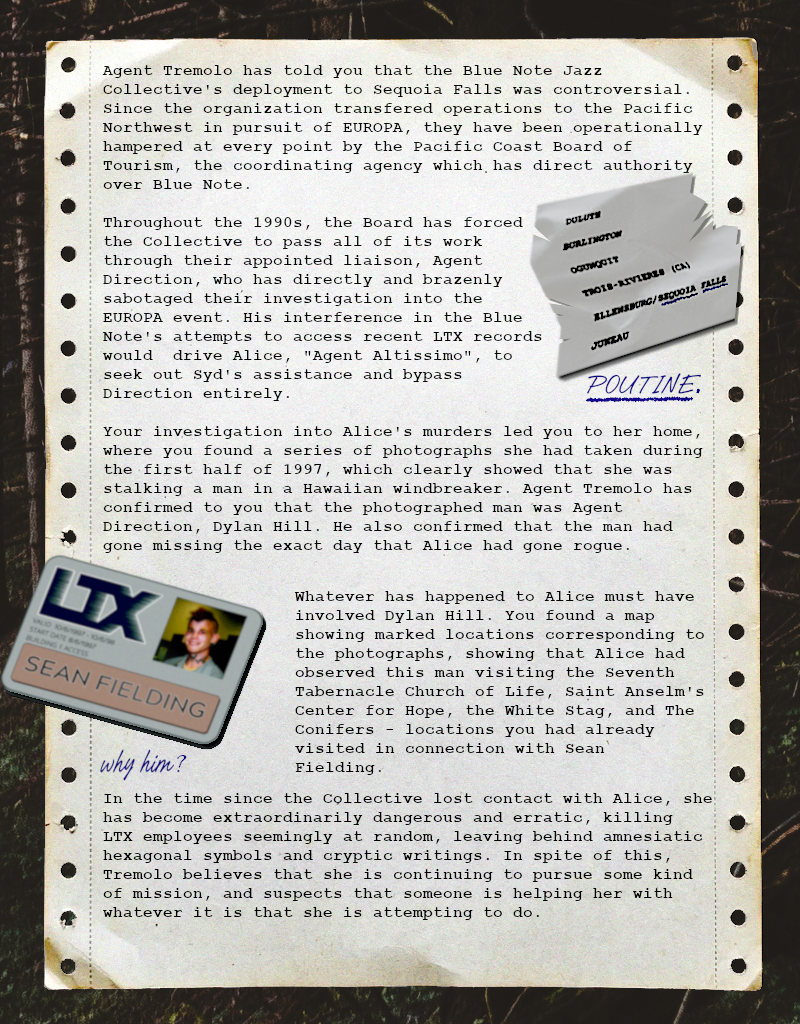 Agent Tremolo has told you that the Blue Note Jazz
Collective's deployment to Sequoia Falls was controversial.
Since the organization transfered operations to the Pacific
Northwest in pursuit of EUROPA, they have been operationally
hampered at every point by the Pacific Coast Board of
Tourism, the coordinating agency which has direct authority
over Blue Note.
Throughout the 1990s, the Board has forced
the Collective to pass all of its work
through their appointed liaison, Agent
Direction, who has directly and brazenly
sabotaged their investigation into the
EUROPA event. His interference in the Blue
Note's attempts to access recent LTX records
would drive Alice, "Agent Altissimo", to
seek out Syd's assistance and bypass
Direction entirely.
DULUTH
BURLINGTON
OGUNQUIT
TROIS-RIVIERES (CA)
ELLENSBURG/SEQUOIA FALLS
JUNEAU
POUTINE.
Your investigation into Alice's murders led you to her home,
where you found a series of photographs she had taken during
the first half of 1997, which clearly showed that she was
stalking a man in a Hawaiian windbreaker. Agent Tremolo has
confirmed to you that the photographed man was Agent
Direction, Dylan Hill. He also confirmed that the man had
gone missing the exact day that Alice had gone rogue.
LTX
VALID 10/6/1997 - 10/6/98
START DATE 8/6/1987
BUILDING 1 ACCESS
SEAN FIELDING
why him?
Whatever has happened to Alice must have
involved Dylan Hill. You found a map
showing marked locations corresponding to
the photographs, showing that Alice had
observed this man visiting the Seventh
Tabernacle Church of Life, Saint Anselm's
Center for Hope, the White Stag, and The
Conifers - locations you had already
visited in connection with Sean
Fielding.
In the time since the Collective lost contact with Alice, she
has become extraordinarily dangerous and erratic, killing
LTX employees seemingly at random, leaving behind amnesiatic
hexagonal symbols and cryptic writings. In spite of this,
Tremolo believes that she is continuing to pursue some kind
of mission, and suspects that someone is helping her with
whatever it is that she is attempting to do.